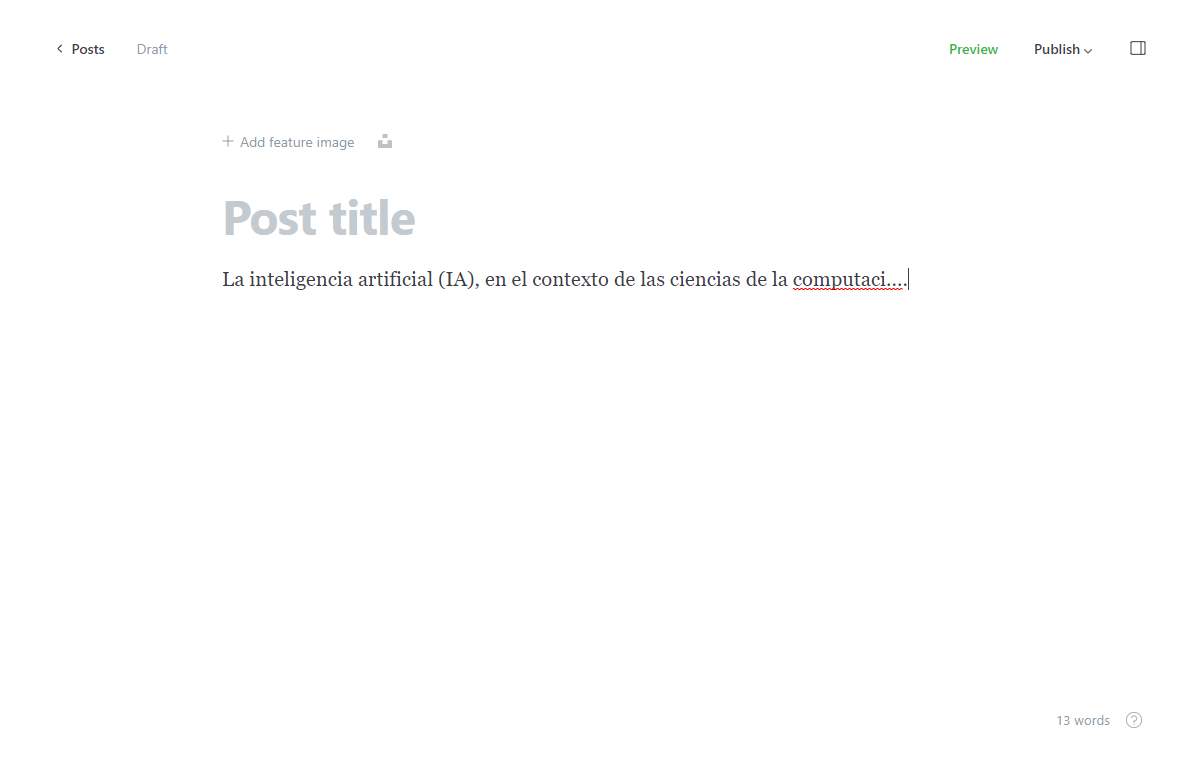 Posts Draft Preview Publish
Add feature image
Post title
La inteligencia artificial (IA), en el contexto de las ciencias de la computaci....
13 words ?